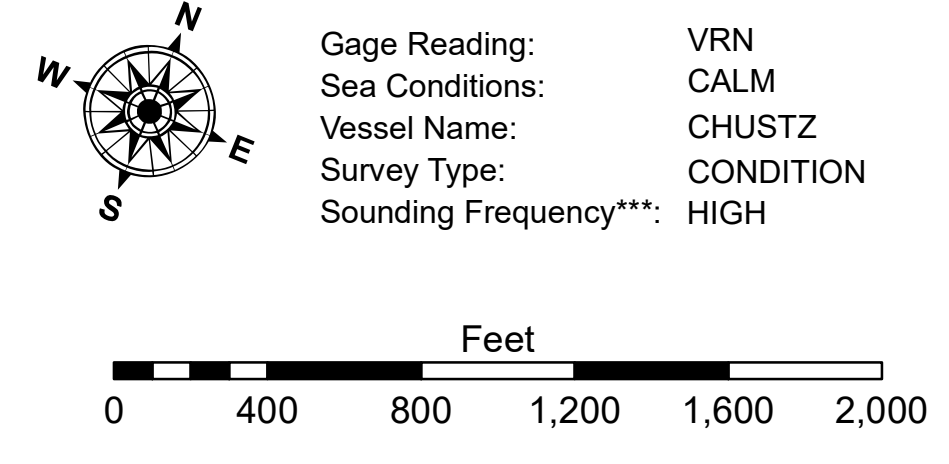 N
W
E
S
Gage Reading: VRN
Sea Conditions: CALM
Vessel Name: CHUSTZ
Survey Type: CONDITION
Sounding Frequency***: HIGH
Feet
0 400 800 1,200 1,600 2,000